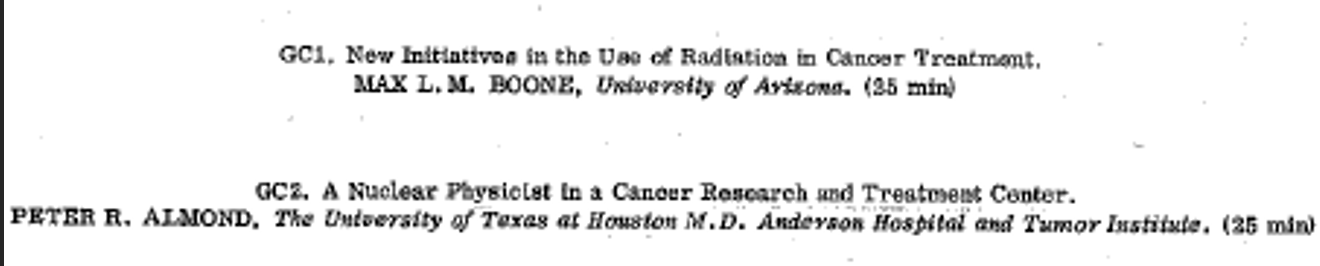 GC1. New Initiatives in the Use of Radiation in Cancer Treatment.
MAX L. M. BOONE, University of Arizona. (25 min)
GC2. A Nuclear Physicist in a Cancer Research and Treatment Center.
PETER R. ALMOND, The University of Texas at Houston M.D. Anderson Hospital and Tumor Institute. (25 min)